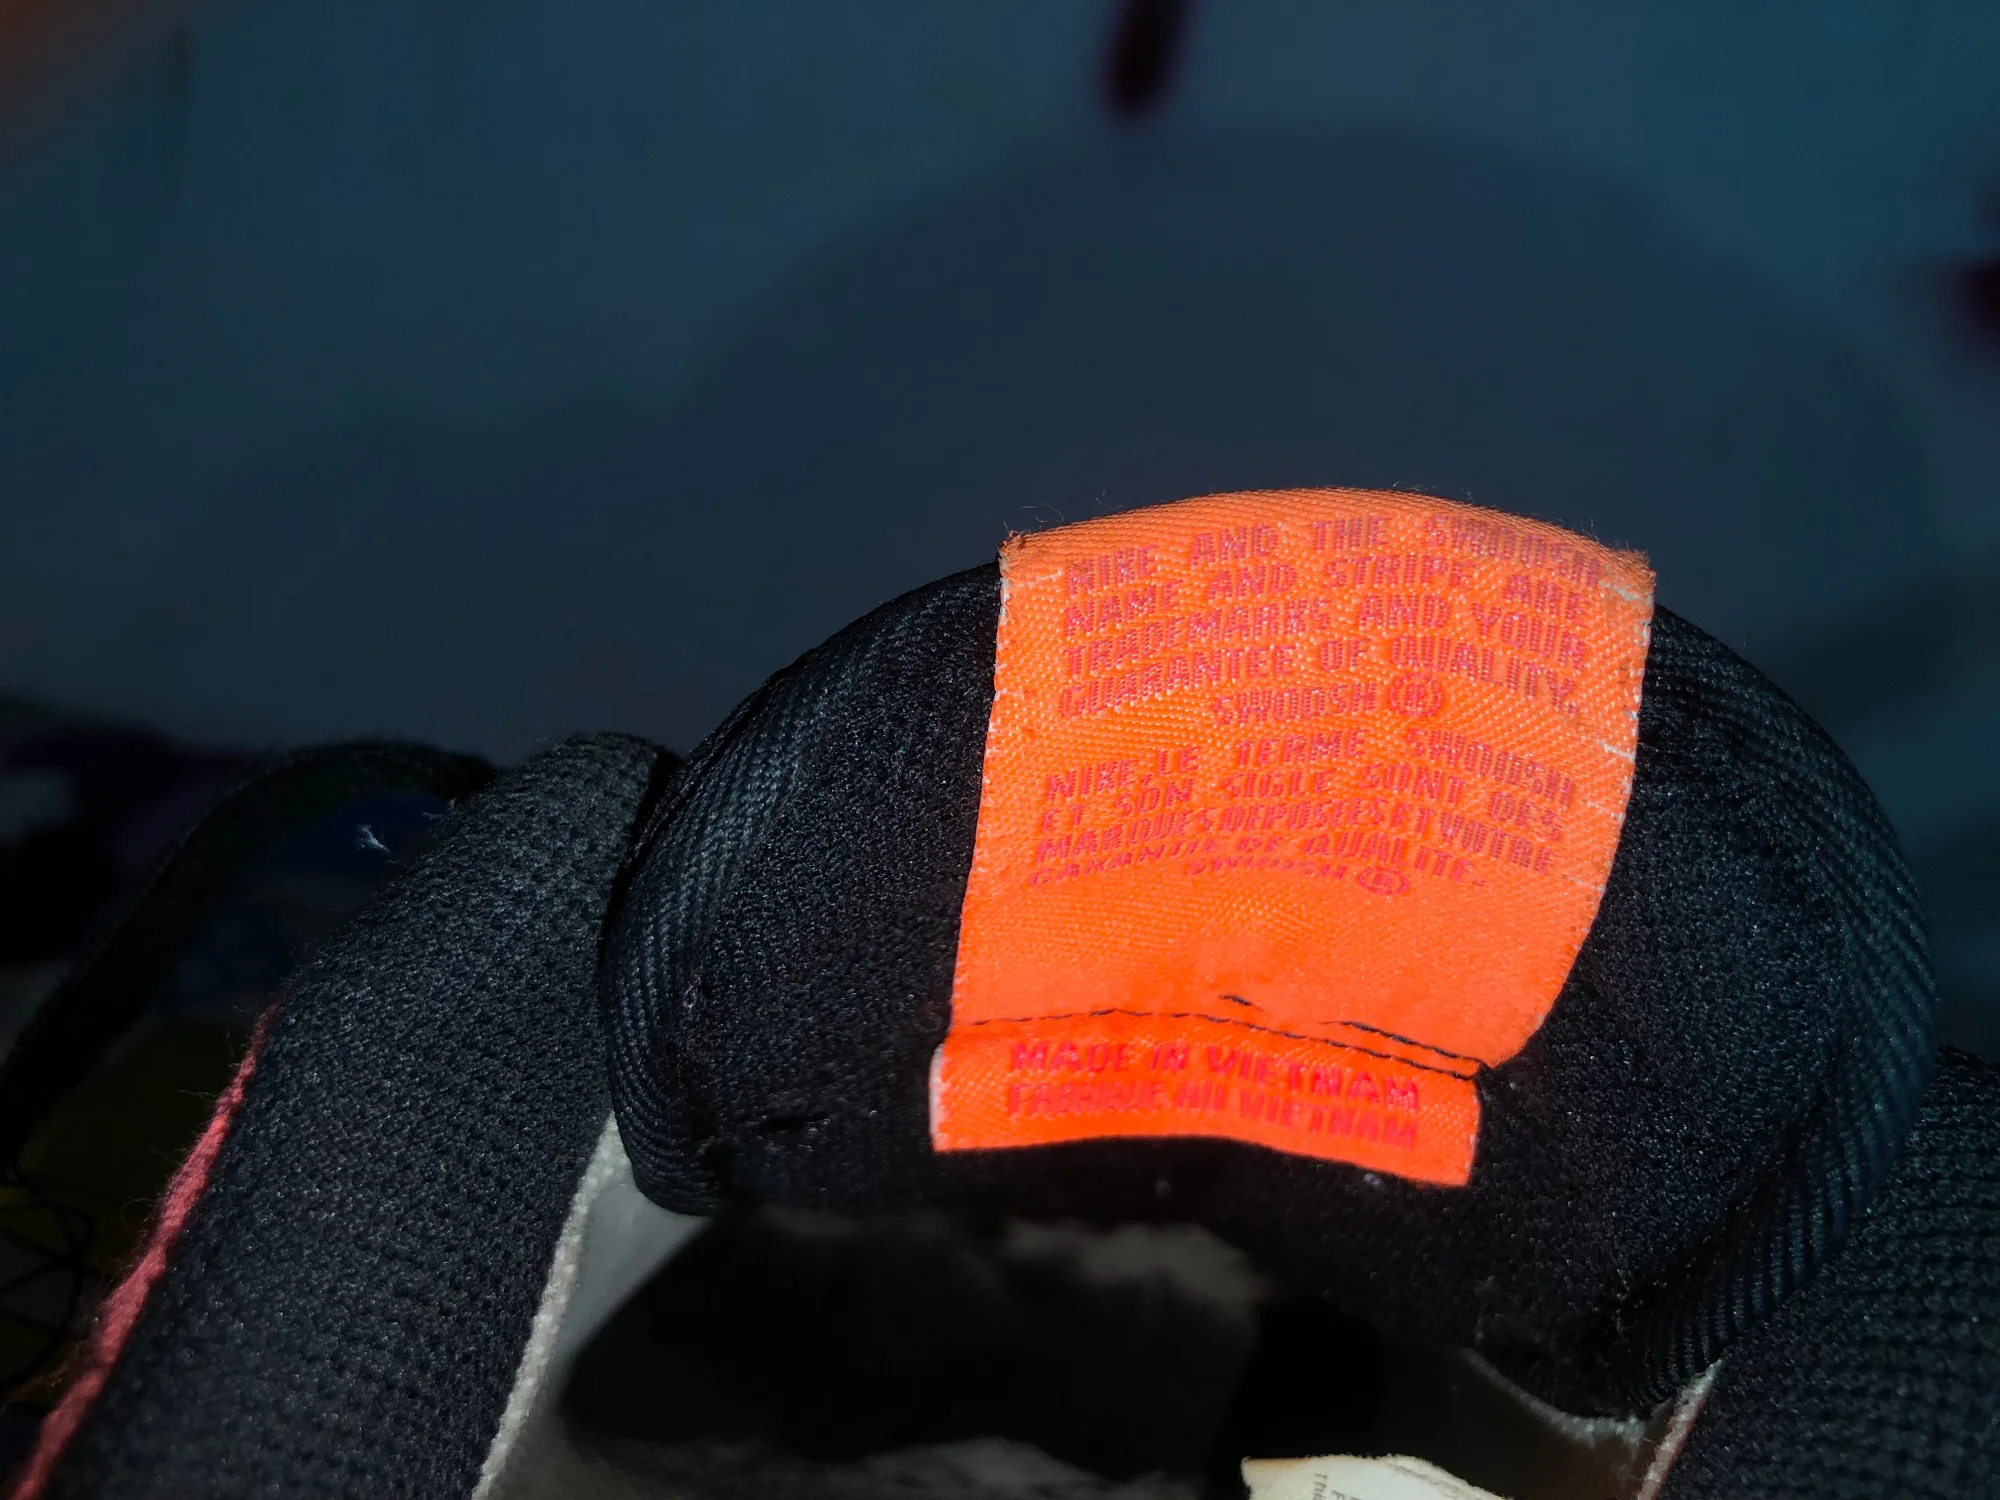 NIKE AND THE SWOOSH
NAME AND STRIPE ARE
TRADEMARKS AND YOUR
GUARANTEE OF QUALITY.
SWOOSH ®
NIKE, LE TERME SWOOSH
ET SON SIGLE SONT DES
MARQUES DEPOSEES ET VOTRE
GARANTIE DE QUALITE.
SWOOSH ®
MADE IN VIETNAM
FABRIQUE AU VIETNAM